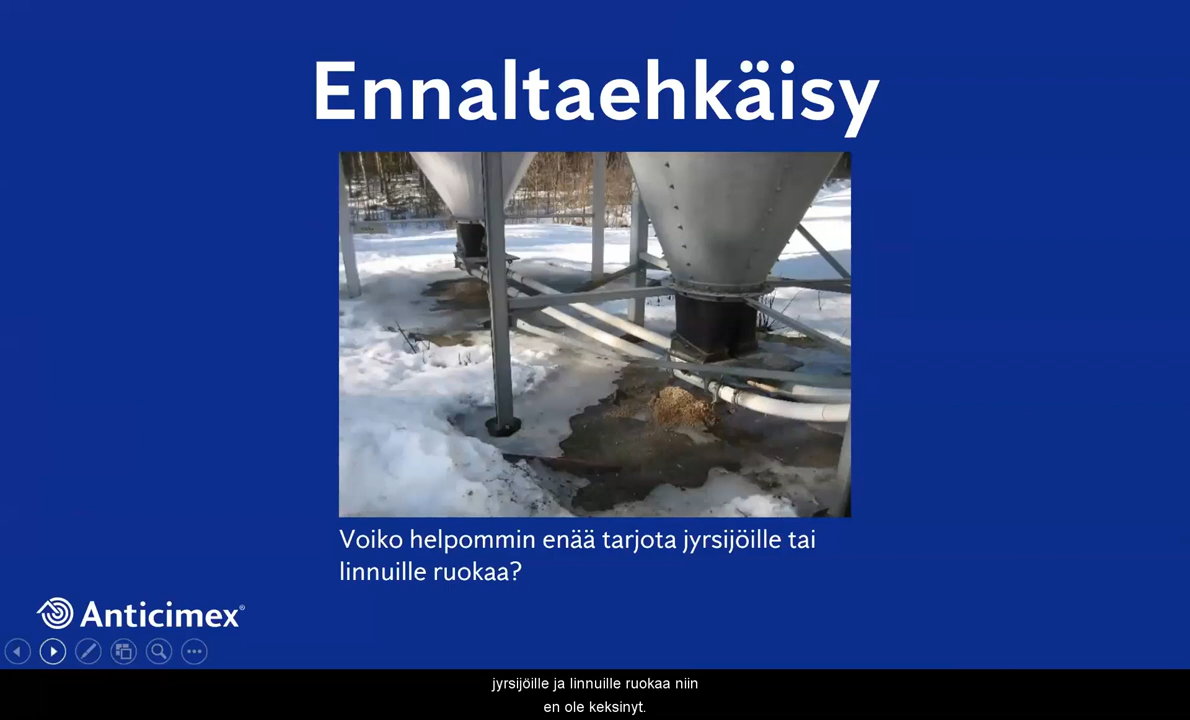 Ennaltaehkäisy
Voiko helpommin enää tarjota jyrsijöille tai
linnuille ruokaa?
Anticimex®
jyrsijöille ja linnuille ruokaa niin
en ole keksinyt.